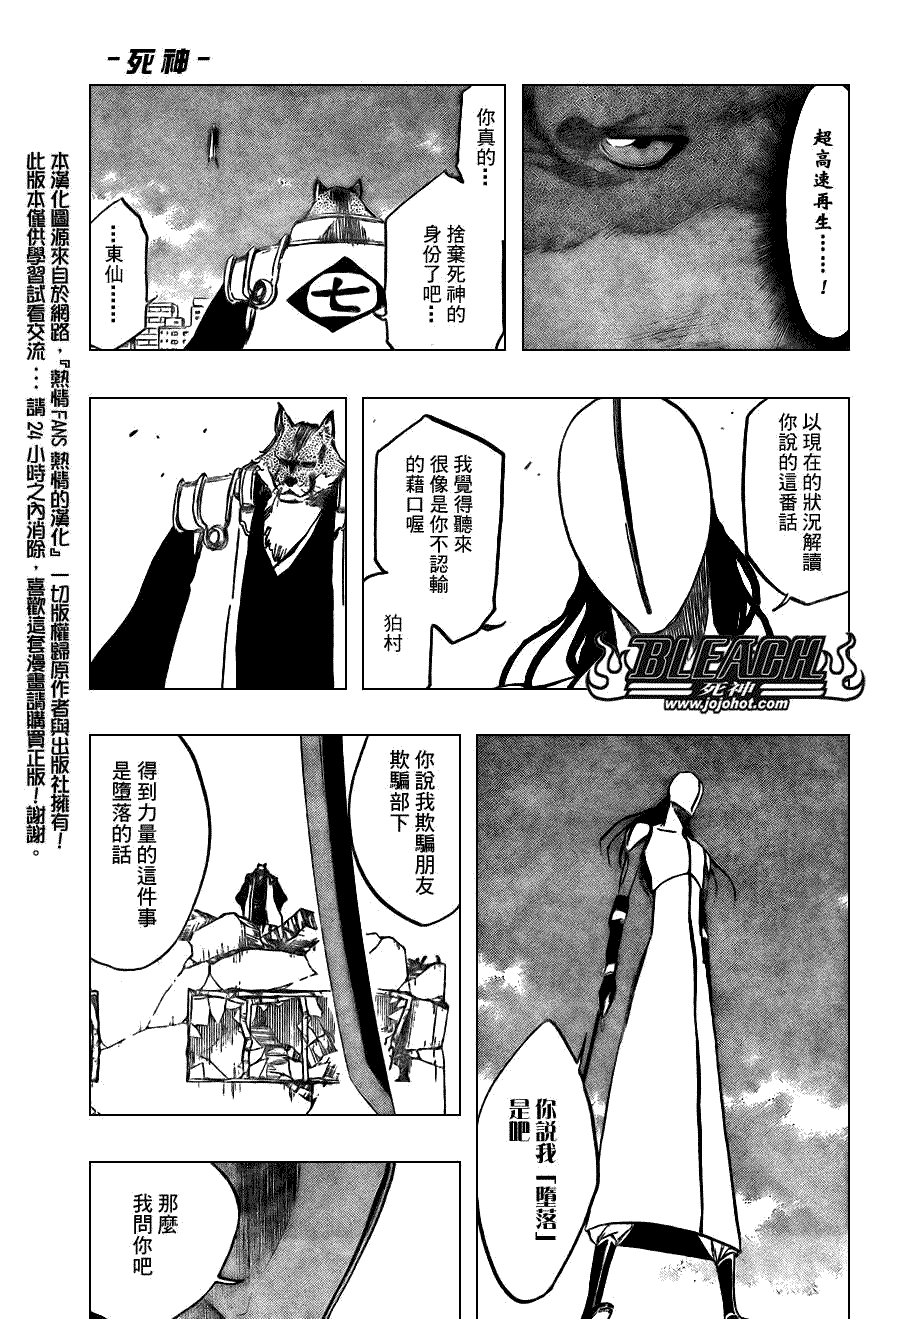 -死神-
超高速再生……！
你真的…
捨棄死神的
身份了吧…
…東仙……
七
以現在的狀況解讀
你說的這番話
我覺得聽來
很像是你不認輸
的藉口喔
狛村
BLEACH
死神
www.jojohot.com
你說我「墮落」
是吧
你說我欺騙朋友
欺騙部下
得到力量的這件事
是墮落的話
那麼
我問你吧
本漢化圖源來自於網路，『熱情FANS熱情的漢化』一切版權歸原作者與出版社擁有！
此版本僅供學習試看交流…請24小時之內消除，喜歡這套漫畫請購買正版！謝謝。